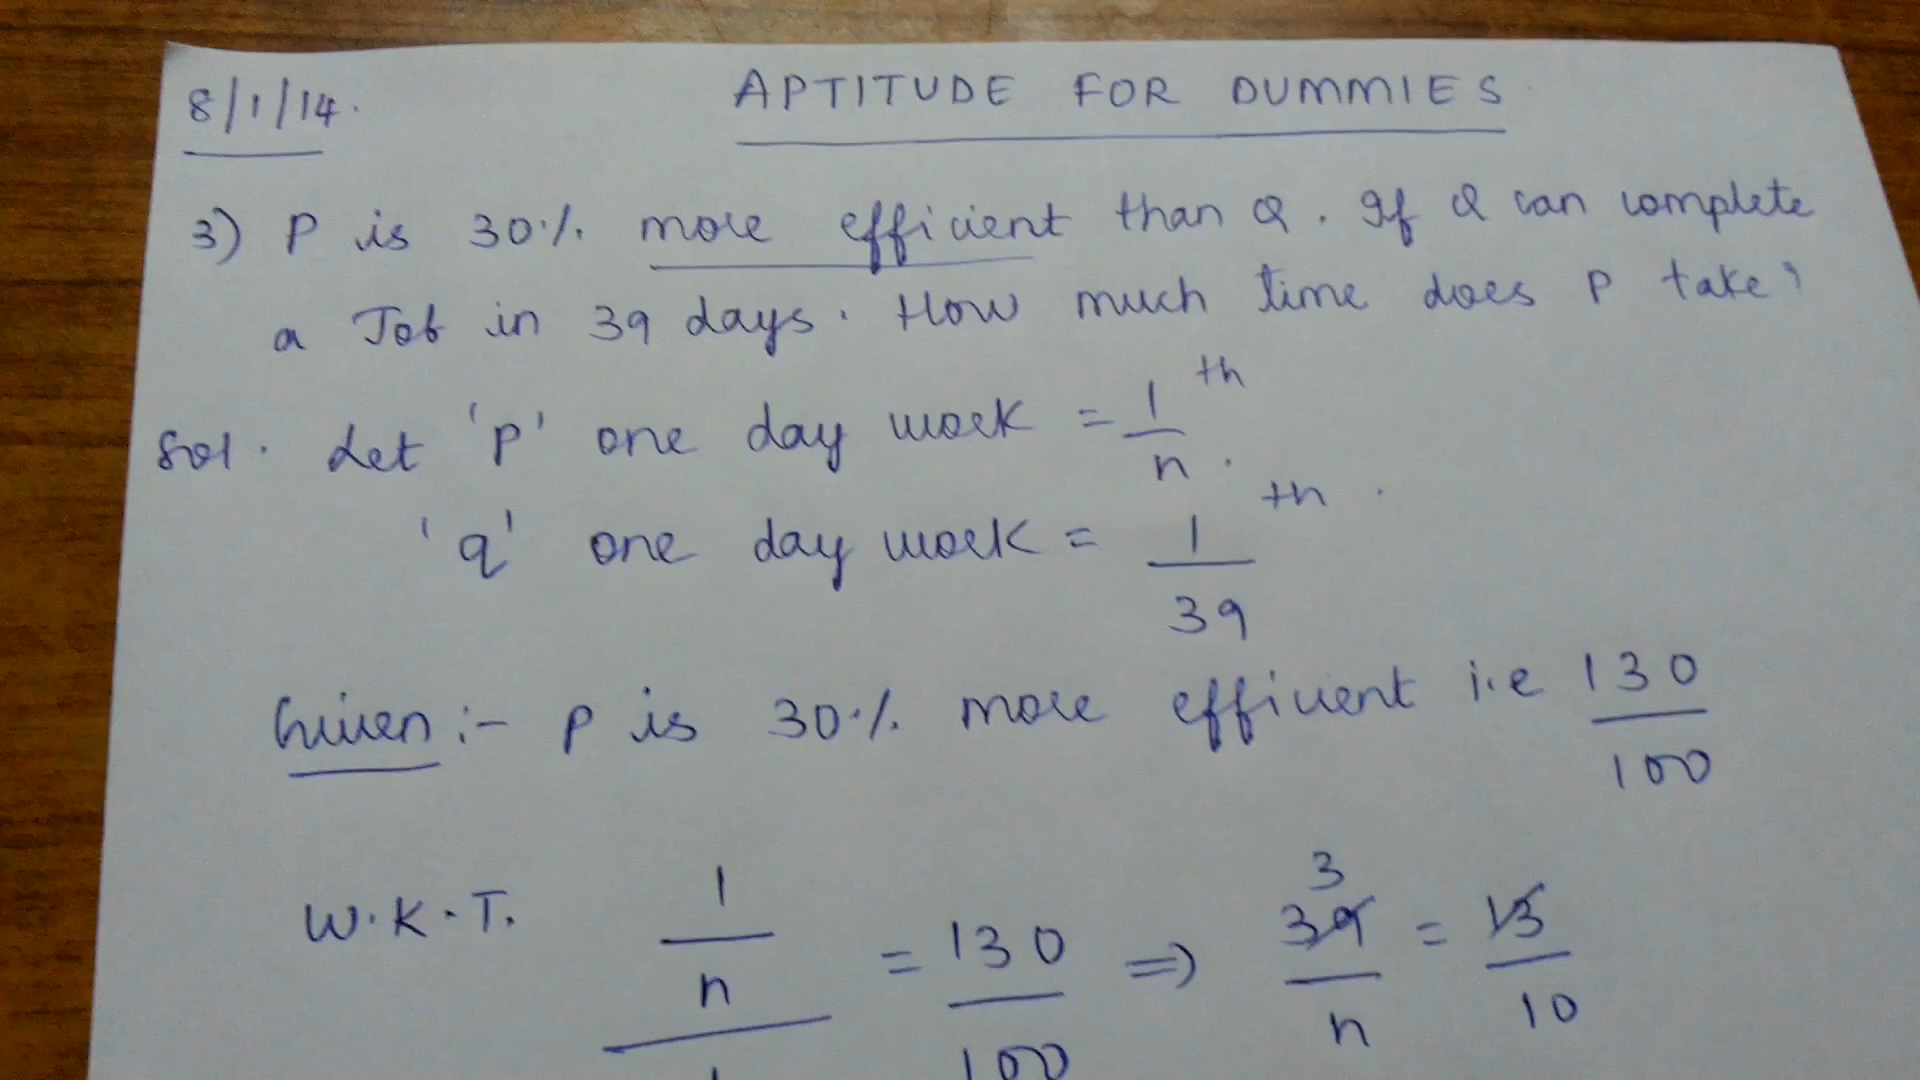 8/1/14.
APTITUDE FOR DUMMIES
3) P is 30% more efficient than Q. If Q can complete
a Job in 39 days. How much time does P take?
Sol. Let 'P' one day work = 1/n th.
'q' one day work = 1/39 th.
Given :- P is 30% more efficient i.e 130/100
W.K.T. 1/n / 1 = 130/100 => 39/n = 13/10
3